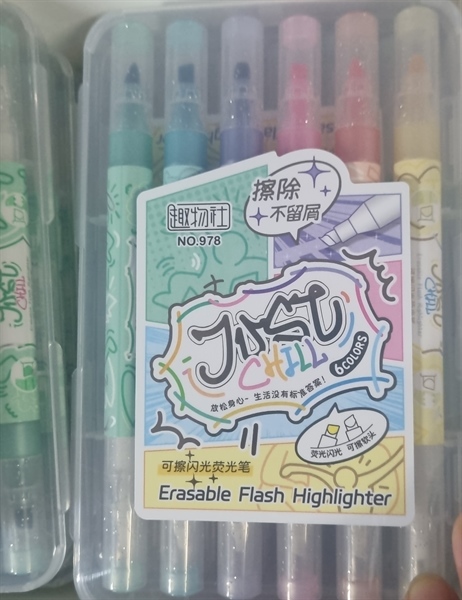 趣物社
NO.978
擦除
不留屑
JUST
CHILL
6COLORS
放松身心~ 生活没有标准答案!
荧光闪光 可擦软头
可擦闪光荧光笔
Erasable Flash Highlighter